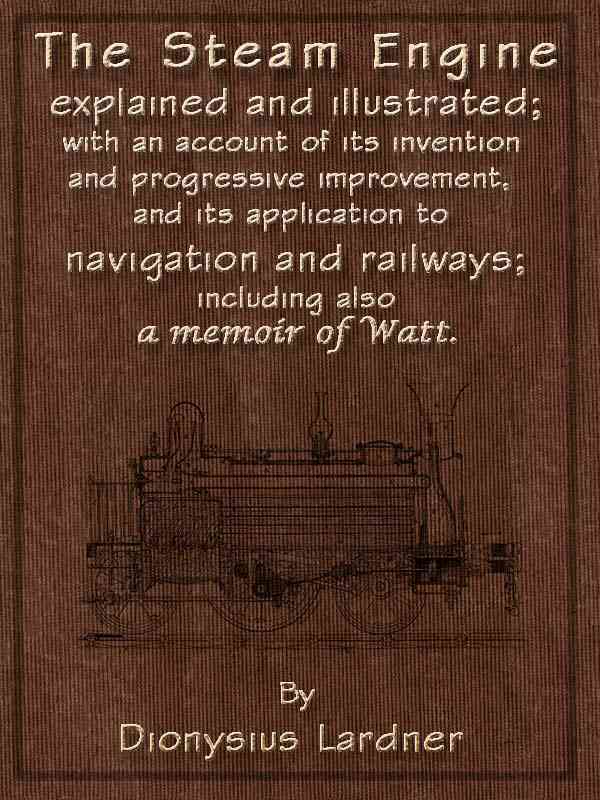 The Steam Engine
explained and illustrated;
with an account of its invention
and progressive improvement,
and its application to
navigation and railways;
including also
a memoir of Watt.
By
Dionysius Lardner